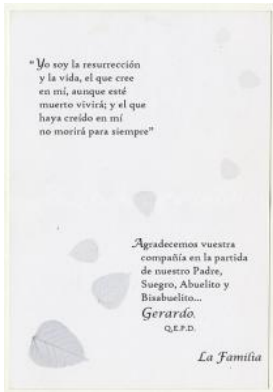 "Yo soy la resurrección
y la vida, el que cree
en mí, aunque esté
muerto vivirá; y el que
haya creído en mí
no morirá para siempre"
Agradecemos vuestra
compañía en la partida
de nuestro Padre,
Suegro, Abuelito y
Bisabuelito...
Gerardo.
Q.E.P.D.
La Familia